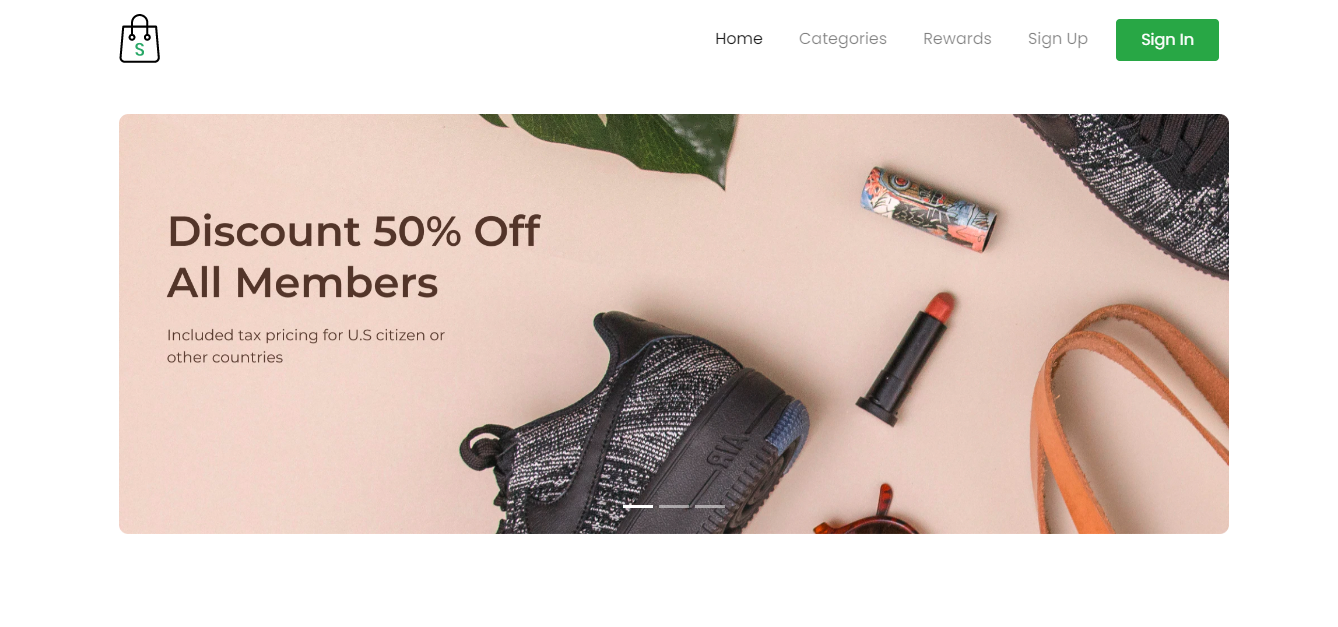 S
Home Categories Rewards Sign Up Sign In
Discount 50% Off
All Members
Included tax pricing for U.S citizen or
other countries
AIR